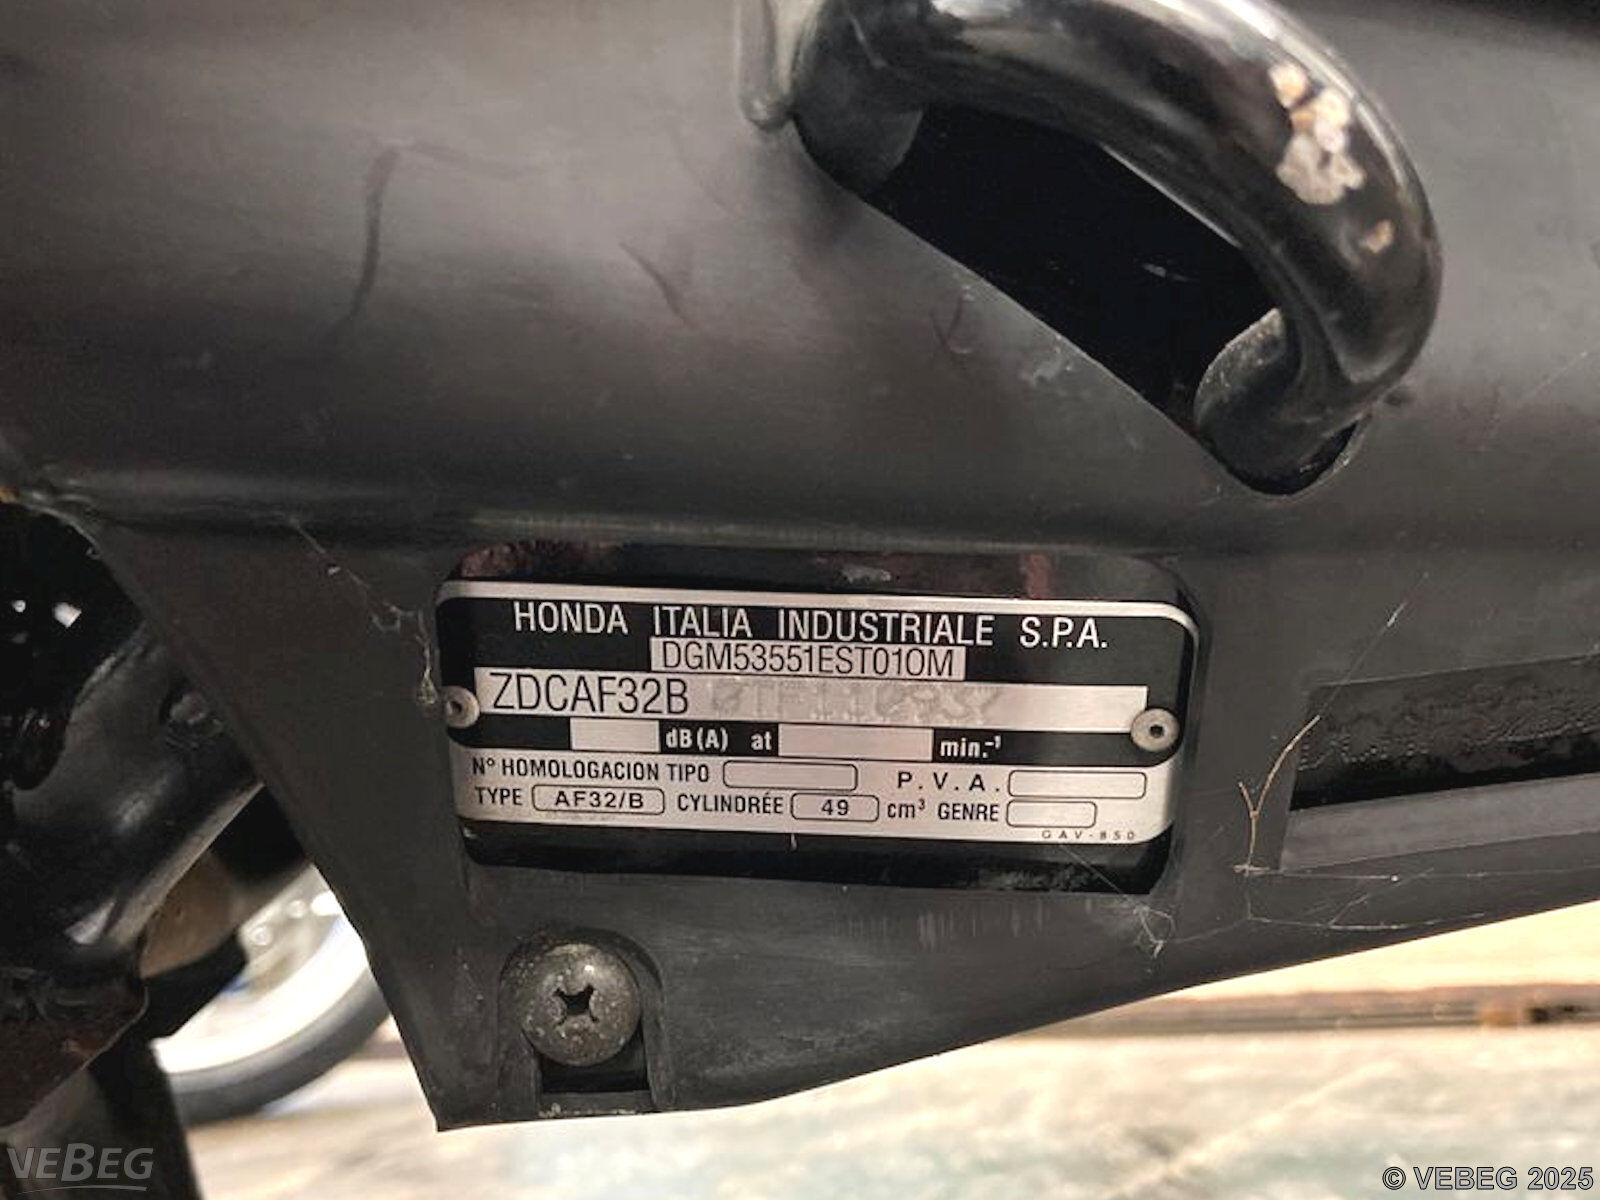 HONDA ITALIA INDUSTRIALE S.P.A.
DGM53551EST01OM
ZDCAF32B
dB(A) at min.-1
N° HOMOLOGACION TIPO P.V.A.
TYPE AF32/B CYLINDRÉE 49 cm³ GENRE
GAV-850
VEBEG
© VEBEG 2025